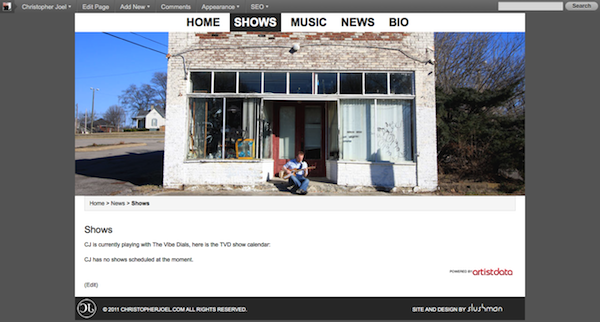 Christopher Joel Edit Page Add New Comments Appearance SEO Search
HOME SHOWS MUSIC NEWS BIO
Home > News > Shows
Shows
CJ is currently playing with The Vibe Dials, here is the TVD show calendar:
CJ has no shows scheduled at the moment.
POWERED BY artistdata
(Edit)
© 2011 CHRISTOPHERJOEL.COM ALL RIGHTS RESERVED. SITE AND DESIGN BY slushman